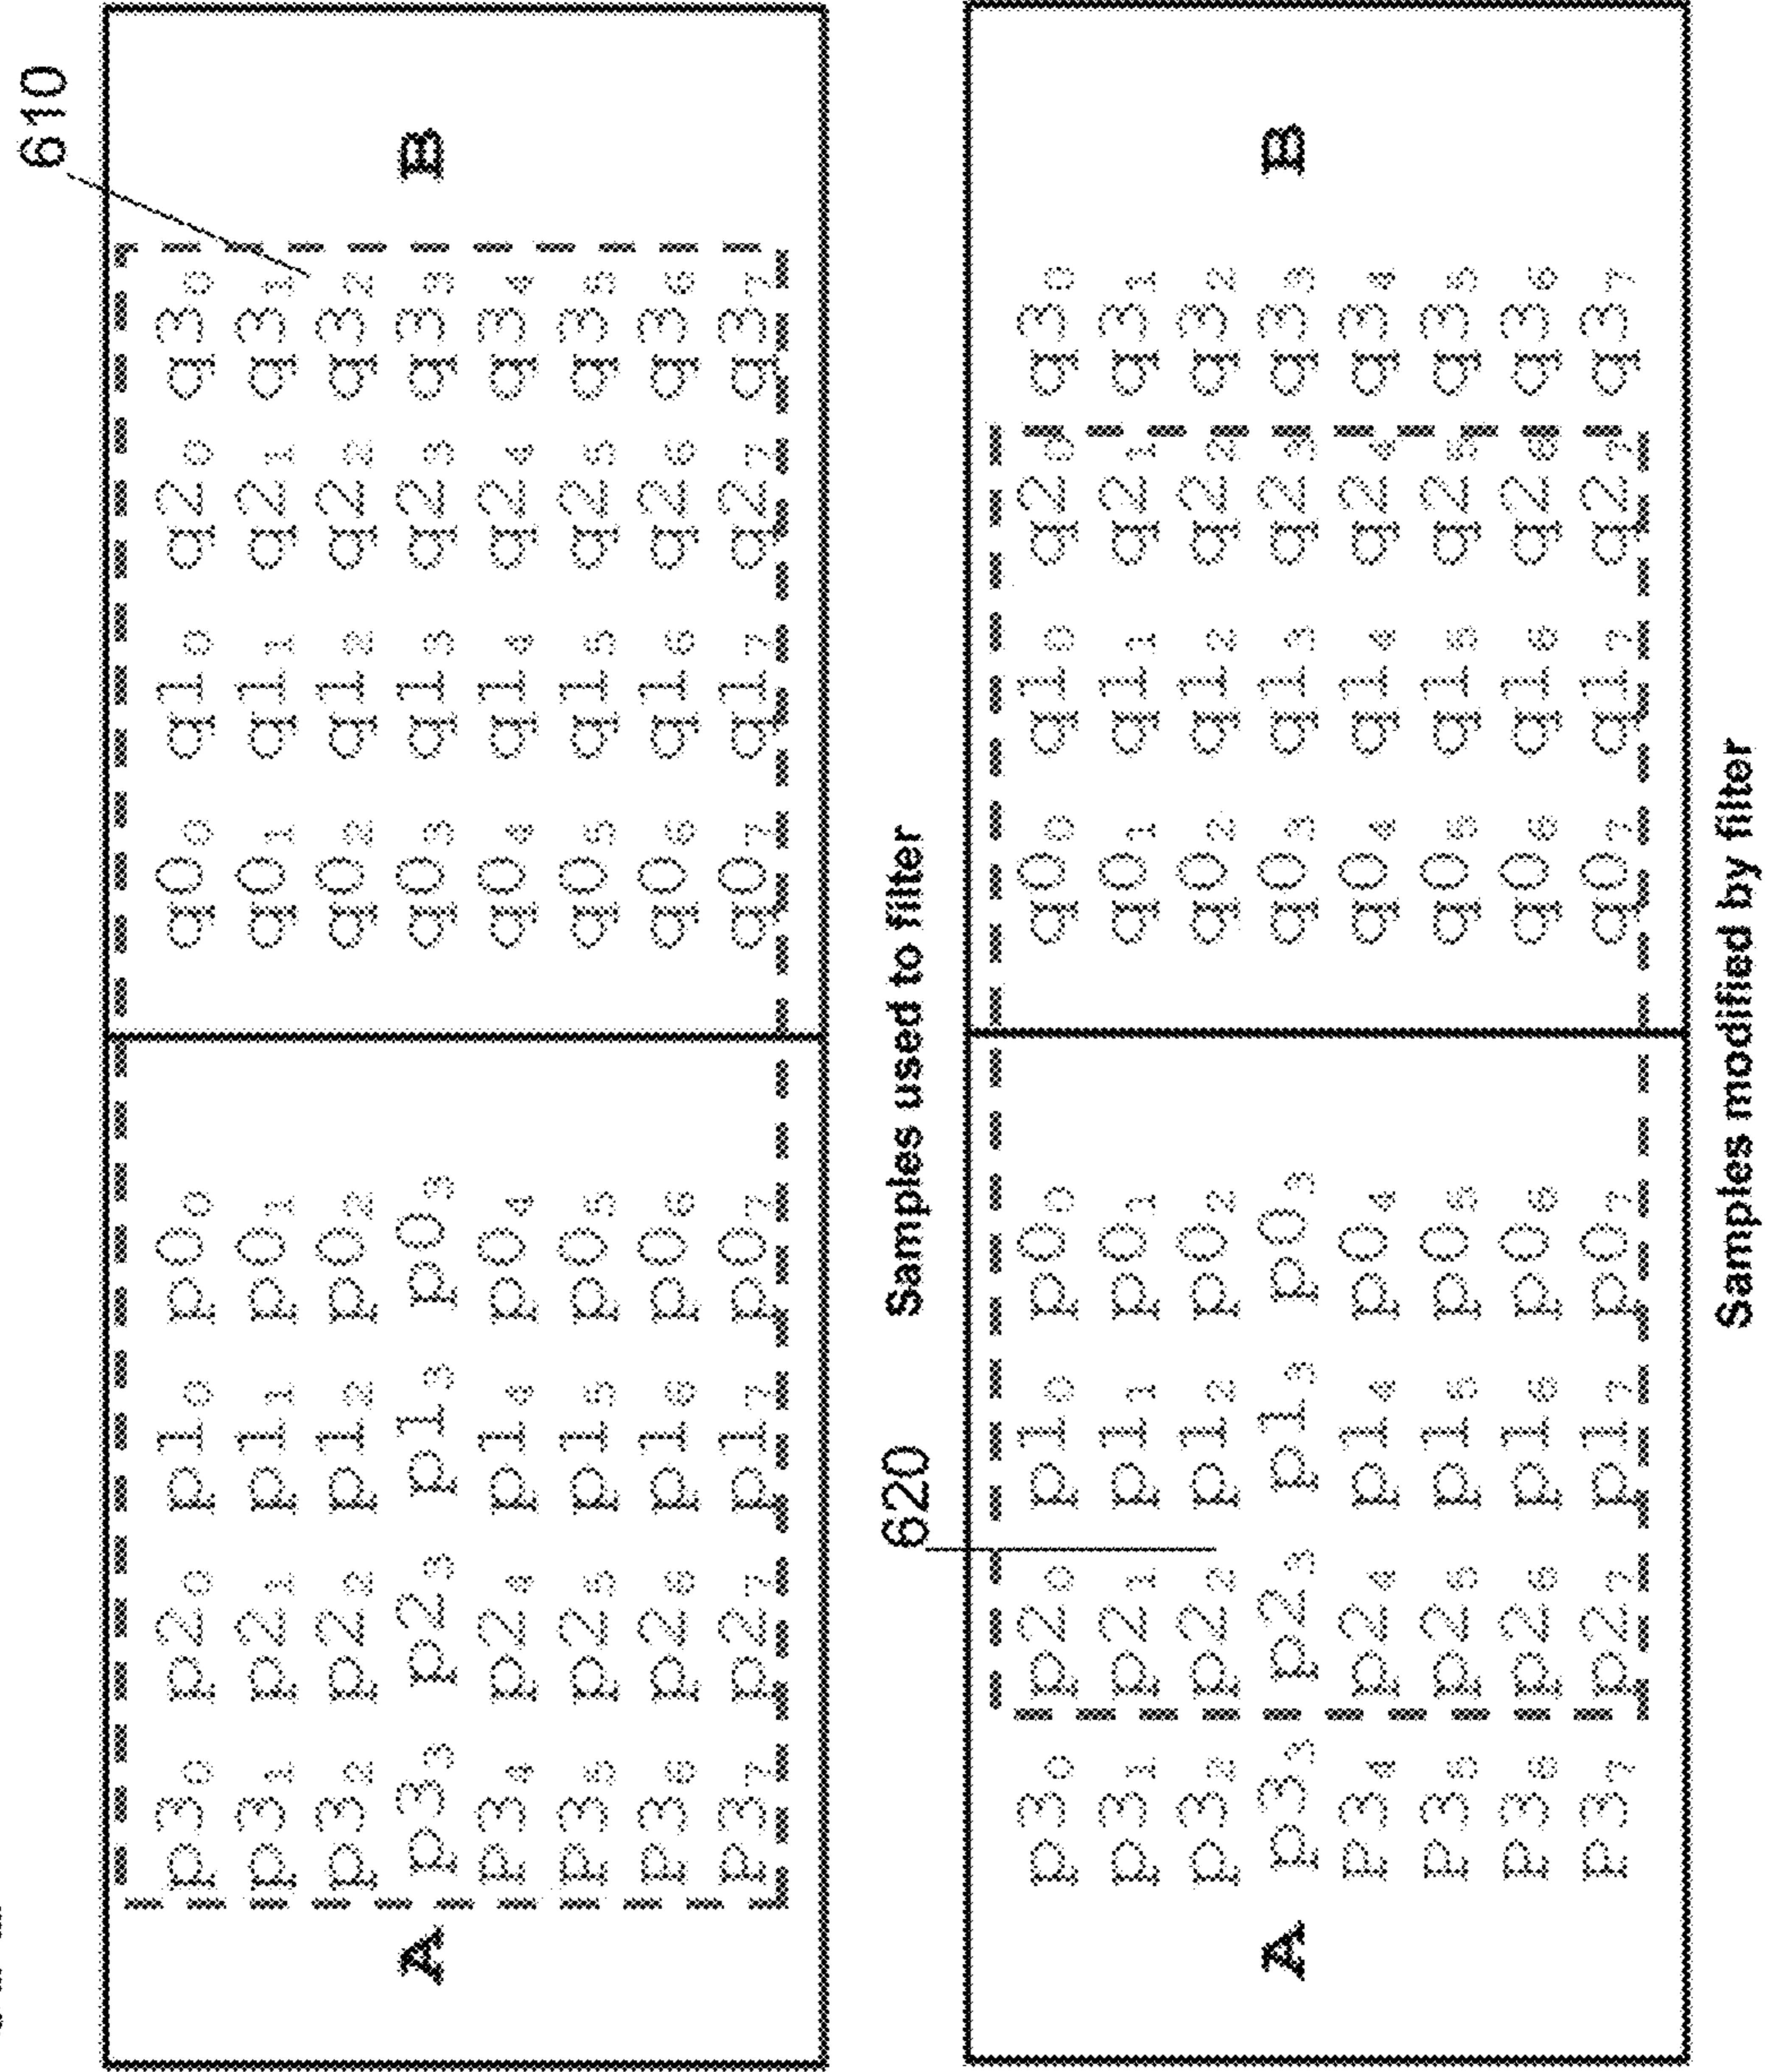 610
p3₀ p2₀ p1₀ p0₀ q0₀ q1₀ q2₀ q3₀
p3₁ p2₁ p1₁ p0₁ q0₁ q1₁ q2₁ q3₁
p3₂ p2₂ p1₂ p0₂ q0₂ q1₂ q2₂ q3₂
A p3₃ p2₃ p1₃ p0₃ q0₃ q1₃ q2₃ q3₃ B
P3₄ p2₄ p1₄ p0₄ q0₄ q1₄ q2₄ q3₄
P3₅ p2₅ p1₅ p0₅ q0₅ q1₅ q2₅ q3₅
P3₆ p2₆ p1₆ p0₆ q0₆ q1₆ q2₆ q3₆
P3₇ p2₇ p1₇ p0₇ q0₇ q1₇ q2₇ q3₇
620 Samples used to filter
p3₀ p2₀ p1₀ p0₀ q0₀ q1₀ q2₀ q3₀
p3₁ p2₁ p1₁ p0₁ q0₁ q1₁ q2₁ q3₁
p3₂ p2₂ p1₂ p0₂ q0₂ q1₂ q2₂ q3₂
A p3₃ p2₃ p1₃ p0₃ q0₃ q1₃ q2₃ q3₃ B
P3₄ p2₄ p1₄ p0₄ q0₄ q1₄ q2₄ q3₄
P3₅ p2₅ p1₅ p0₅ q0₅ q1₅ q2₅ q3₅
P3₆ p2₆ p1₆ p0₆ q0₆ q1₆ q2₆ q3₆
P3₇ p2₇ p1₇ p0₇ q0₇ q1₇ q2₇ q3₇
Samples modified by filter